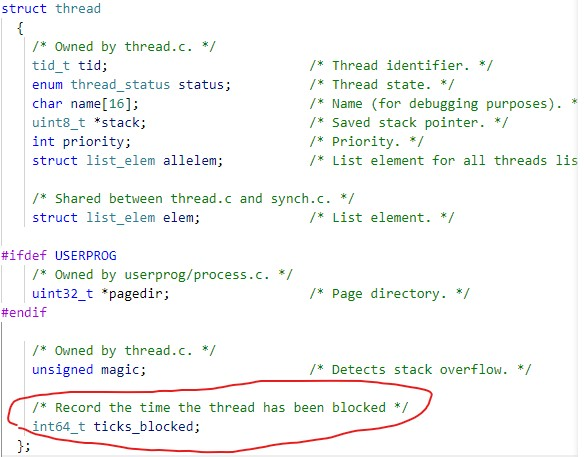 struct thread
{
/* Owned by thread.c. */
tid_t tid; /* Thread identifier. */
enum thread_status status; /* Thread state. */
char name[16]; /* Name (for debugging purposes). *
uint8_t *stack; /* Saved stack pointer. */
int priority; /* Priority. */
struct list_elem allelem; /* List element for all threads lis
/* Shared between thread.c and synch.c. */
struct list_elem elem; /* List element. */
#ifdef USERPROG
/* Owned by userprog/process.c. */
uint32_t *pagedir; /* Page directory. */
#endif
/* Owned by thread.c. */
unsigned magic; /* Detects stack overflow. */
/* Record the time the thread has been blocked */
int64_t ticks_blocked;
};